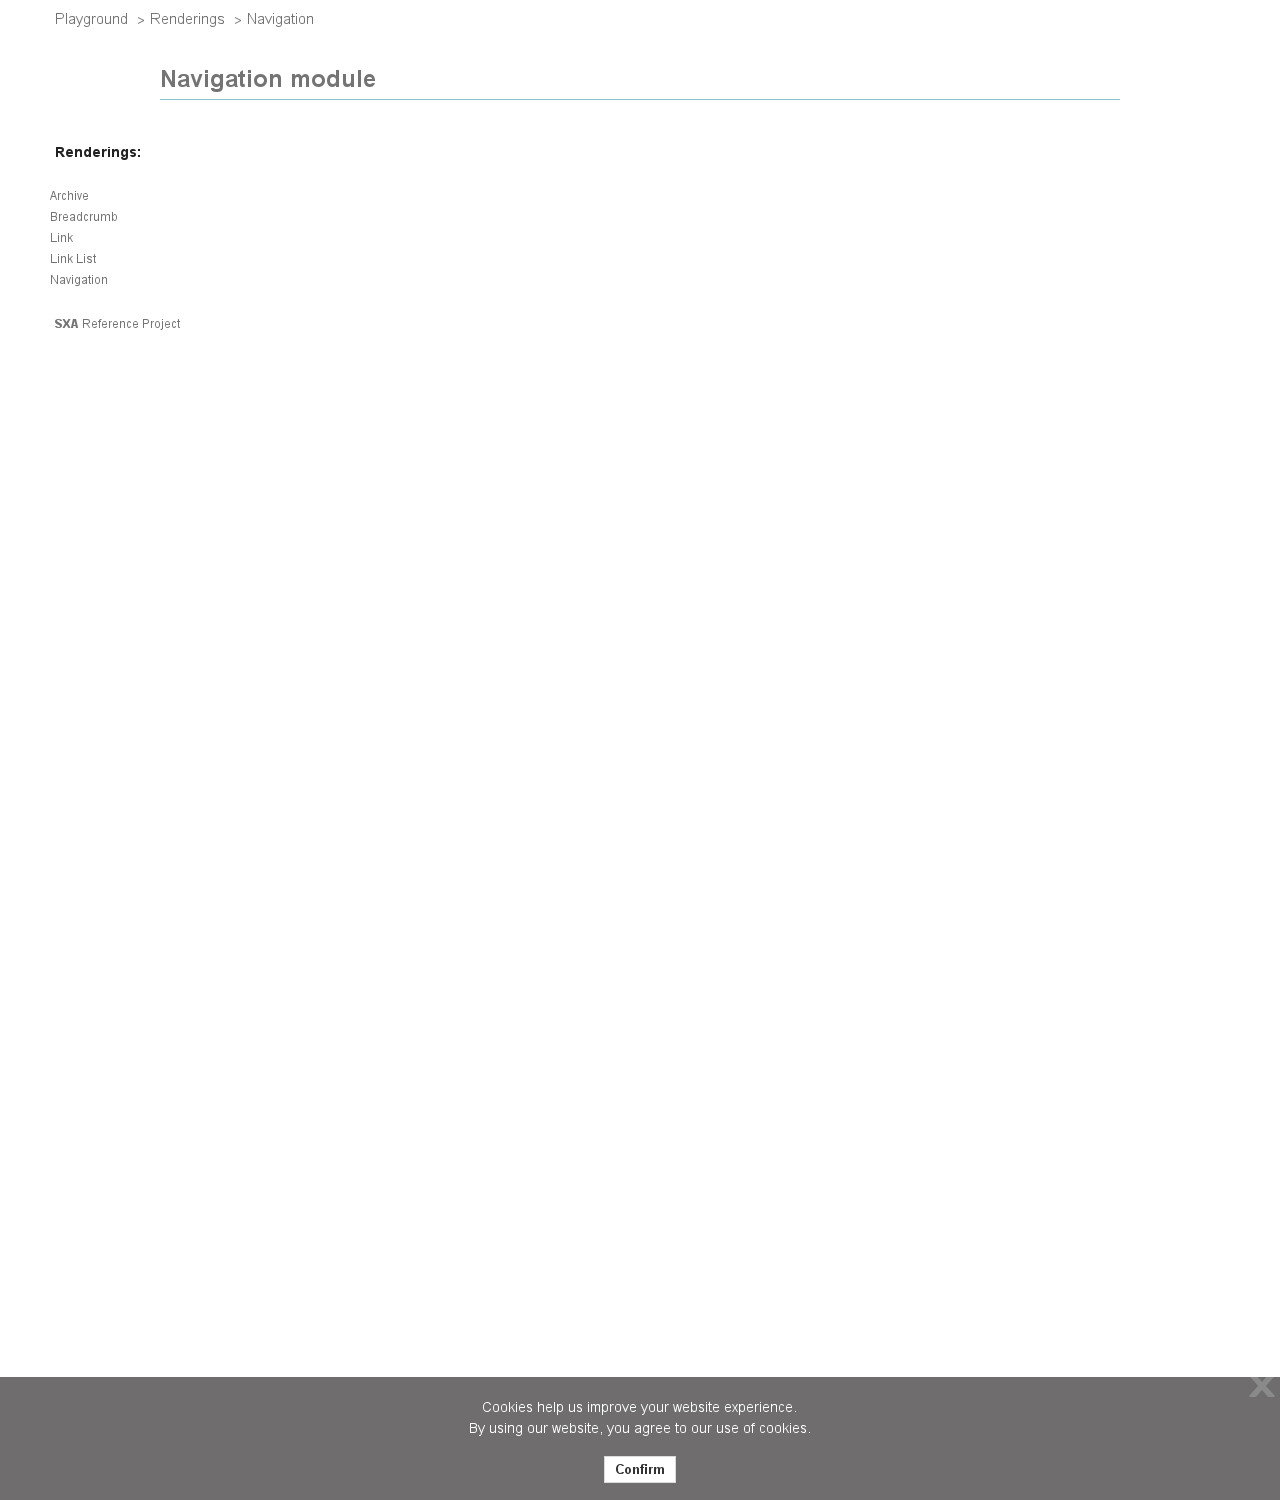 Playground > Renderings > Navigation
Navigation module
Renderings:
Archive
Breadcrumb
Link
Link List
Navigation
SXA Reference Project
X
Cookies help us improve your website experience.
By using our website, you agree to our use of cookies.
Confirm